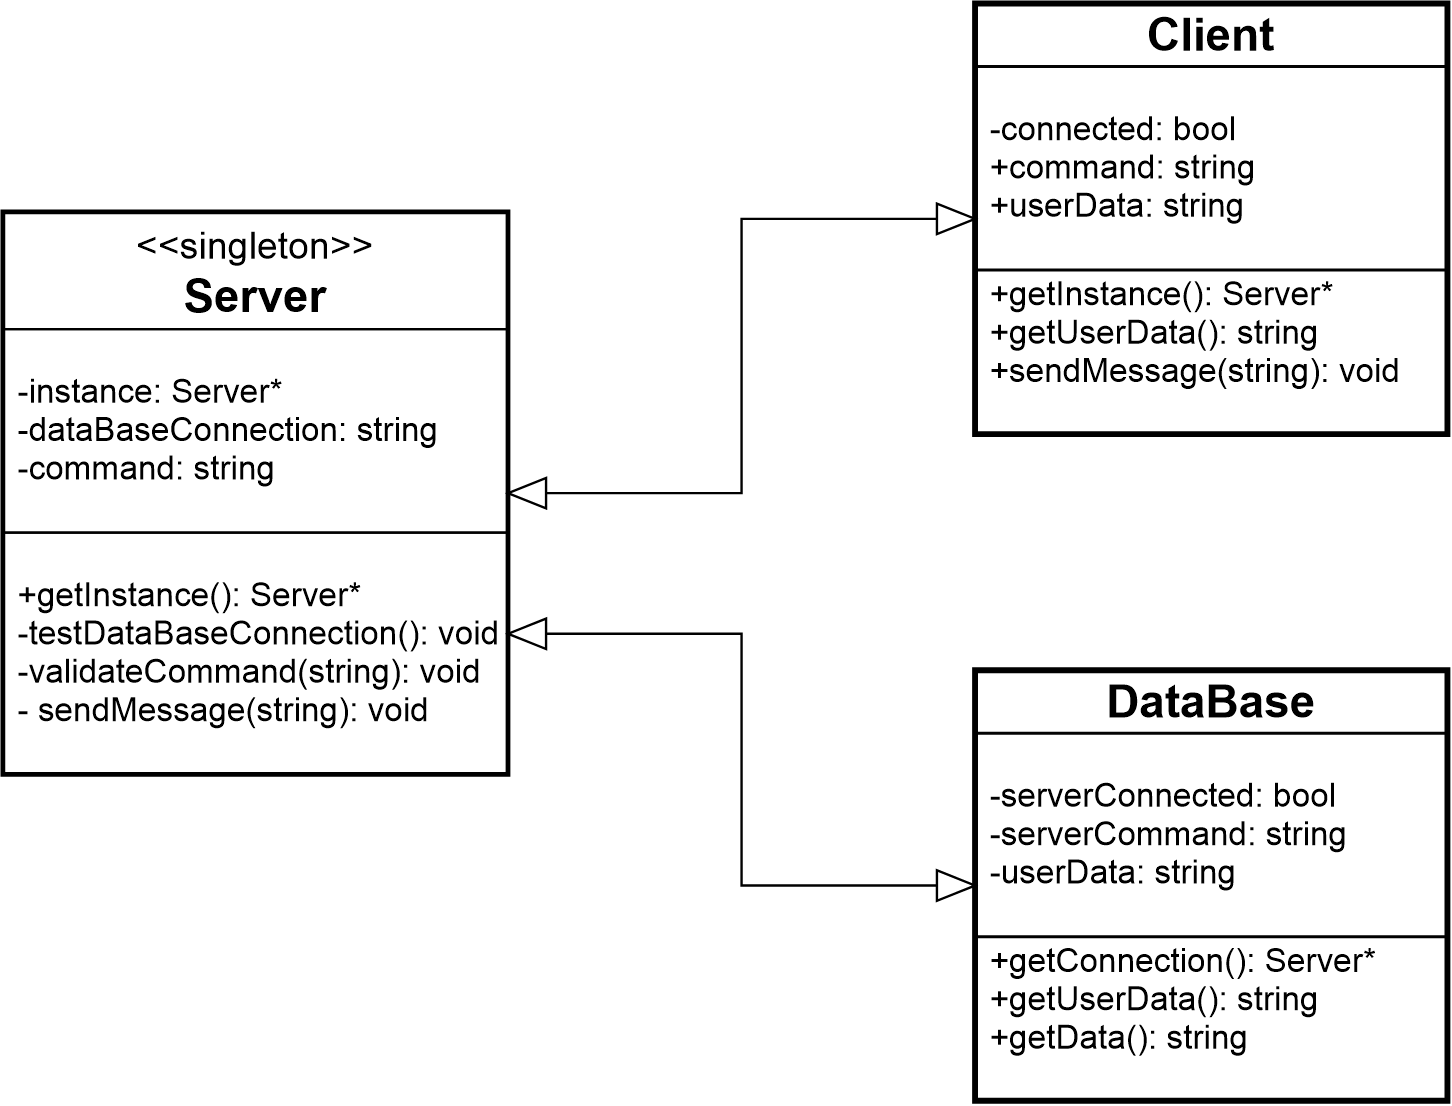 <<singleton>>
Server
-instance: Server*
-dataBaseConnection: string
-command: string
+getInstance(): Server*
-testDataBaseConnection(): void
-validateCommand(string): void
- sendMessage(string): void
Client
-connected: bool
+command: string
+userData: string
+getInstance(): Server*
+getUserData(): string
+sendMessage(string): void
DataBase
-serverConnected: bool
-serverCommand: string
-userData: string
+getConnection(): Server*
+getUserData(): string
+getData(): string